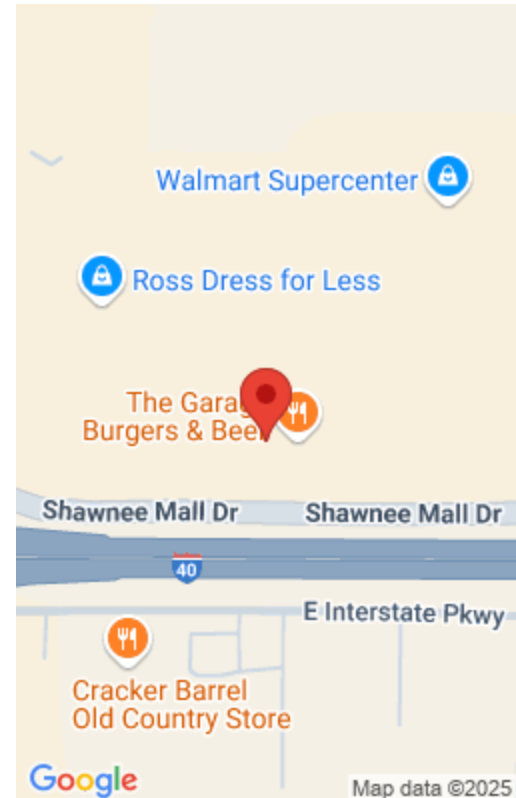 Walmart Supercenter
Ross Dress for Less
The Garag
Burgers & Beer
Shawnee Mall Dr
Shawnee Mall Dr
40
E Interstate Pkwy
Cracker Barrel
Old Country Store
Google
Map data ©2025